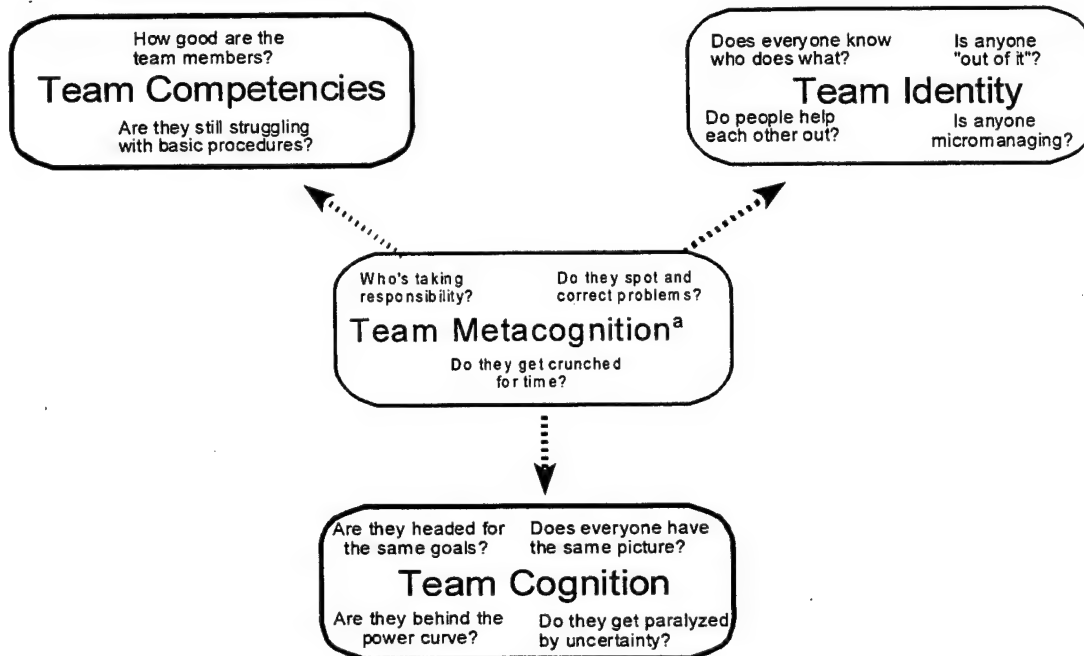 How good are the
team members?
Team Competencies
Are they still struggling
with basic procedures?
Does everyone know
who does what?
Is anyone
"out of it"?
Team Identity
Do people help
each other out?
Is anyone
micromanaging?
Who's taking
responsibility?
Do they spot and
correct problems?
Team Metacognitionᵃ
Do they get crunched
for time?
Are they headed for
the same goals?
Does everyone have
the same picture?
Team Cognition
Are they behind the
power curve?
Do they get paralyzed
by uncertainty?